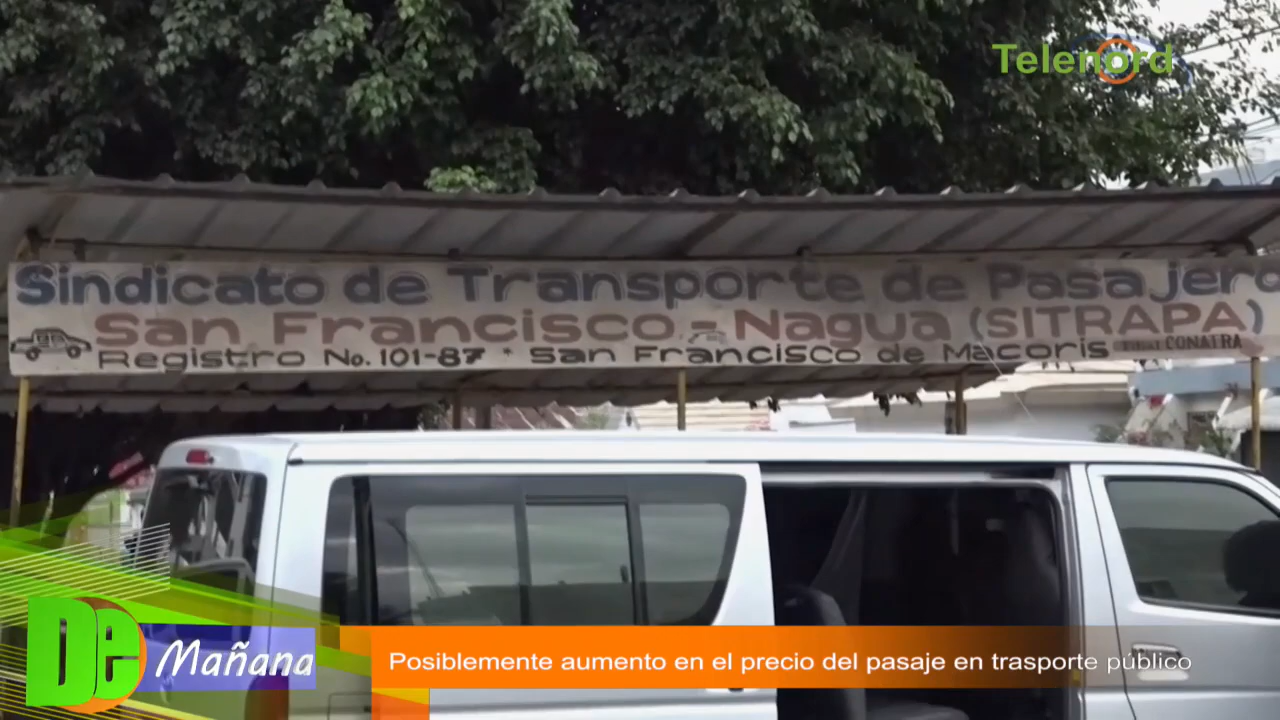 Telenord
Sindicato de Transporte de Pasajero
San Francisco - Nagua (SITRAPA)
Registro No. 101-87 * San Francisco de Macoris
CONATRA
De
Mañana
Posiblemente aumento en el precio del pasaje en trasporte público